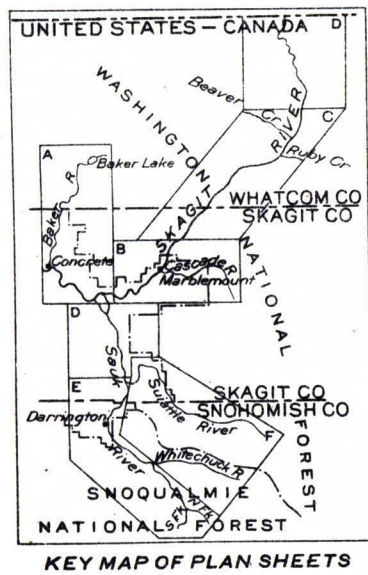 UNITED STATES – CANADA
D
WASHINGTON
Beaver
Cr.
C
RIVER
Ruby Cr.
SKAGIT
A
Baker Lake
Baker R
WHATCOM CO
SKAGIT CO
B
Concrete
Cascade R
Marblemount
NATIONAL
D
Sauk
E
SKAGIT CO
SNOHOMISH CO
Suiattle
River
F
Darrington
River
Whitechuck R.
FOREST
N.FK
S.FK
SNOQUALMIE
NATIONAL FOREST
KEY MAP OF PLAN SHEETS